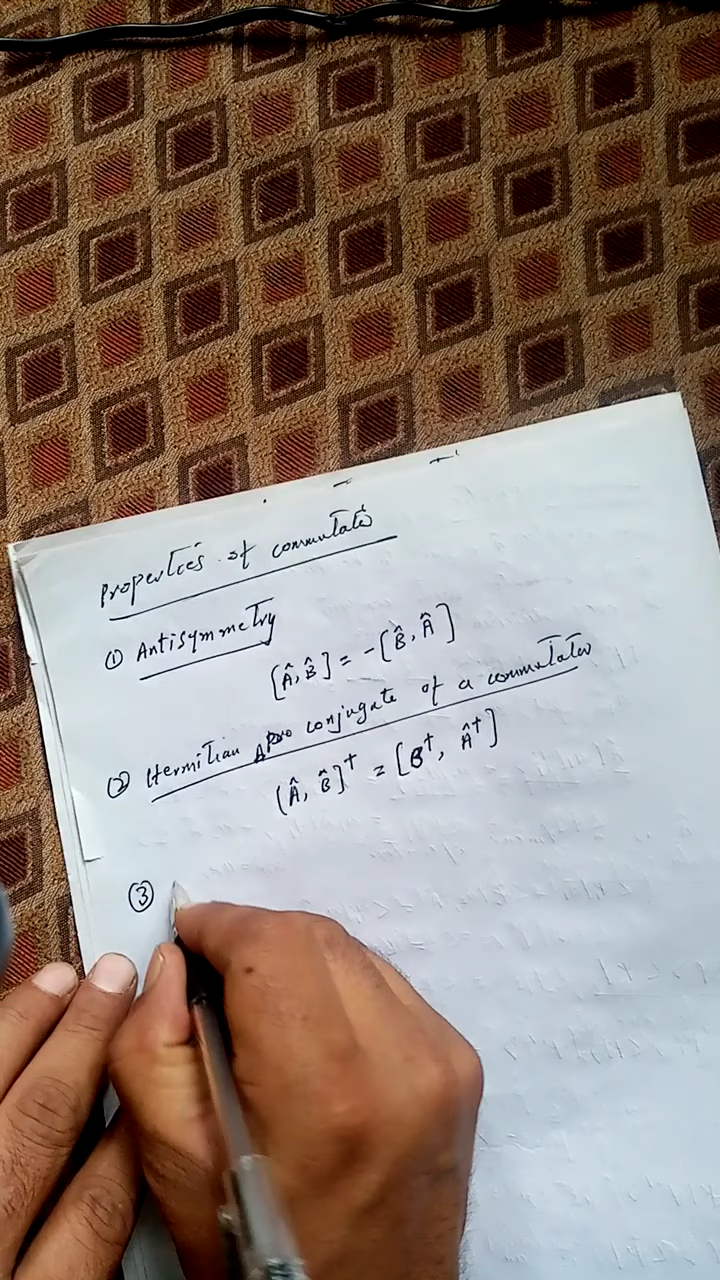 Properties of commutator
① Antisymmetry
[Â, B̂] = -[B̂, Â]
② Hermitian conjugate of a commutator
[Â, B̂]† = [B†, Â†]
③